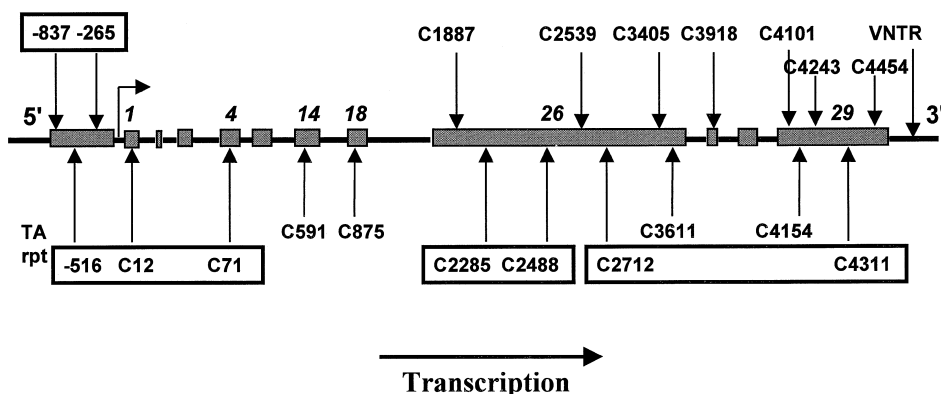 -837 -265
C1887 C2539 C3405 C3918 C4101 VNTR
C4243 C4454
5' 1 4 14 18 26 29 3'
TA C591 C875 C3611 C4154
rpt
-516 C12 C71 C2285 C2488 C2712 C4311
Transcription